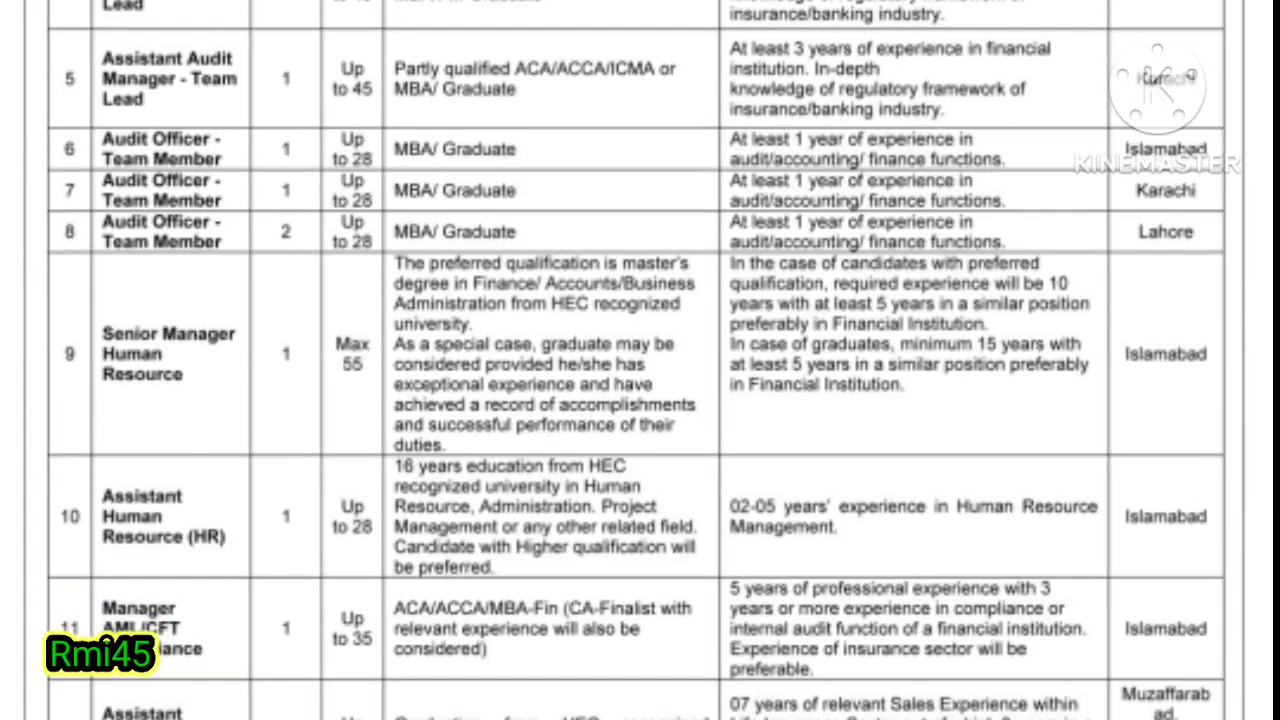 Lead
insurance/banking industry.
5
Assistant Audit
Manager - Team
Lead
1
Up
to 45
Partly qualified ACA/ACCA/ICMA or
MBA/ Graduate
At least 3 years of experience in financial
institution. In-depth
knowledge of regulatory framework of
insurance/banking industry.
Karachi
6
Audit Officer -
Team Member
1
Up
to 28
MBA/ Graduate
At least 1 year of experience in
audit/accounting/ finance functions.
Islamabad
KINEMASTER
7
Audit Officer -
Team Member
1
Up
to 28
MBA/ Graduate
At least 1 year of experience in
audit/accounting/ finance functions.
Karachi
8
Audit Officer -
Team Member
2
Up
to 28
MBA/ Graduate
At least 1 year of experience in
audit/accounting/ finance functions.
Lahore
9
Senior Manager
Human
Resource
1
Max
55
The preferred qualification is master's
degree in Finance/ Accounts/Business
Administration from HEC recognized
university.
As a special case, graduate may be
considered provided he/she has
exceptional experience and have
achieved a record of accomplishments
and successful performance of their
duties.
In the case of candidates with preferred
qualification, required experience will be 10
years with at least 5 years in a similar position
preferably in Financial Institution.
In case of graduates, minimum 15 years with
at least 5 years in a similar position preferably
in Financial Institution.
Islamabad
10
Assistant
Human
Resource (HR)
1
Up
to 28
16 years education from HEC
recognized university in Human
Resource, Administration. Project
Management or any other related field.
Candidate with Higher qualification will
be preferred.
02-05 years' experience in Human Resource
Management.
Islamabad
11
Manager
AML/CFT
1
Up
to 35
ACA/ACCA/MBA-Fin (CA-Finalist with
relevant experience will also be
considered)
5 years of professional experience with 3
years or more experience in compliance or
internal audit function of a financial institution.
Experience of insurance sector will be
preferable.
Islamabad
Rmi45
Assistant
Up
07 years of relevant Sales Experience within
Muzaffarab
ad,